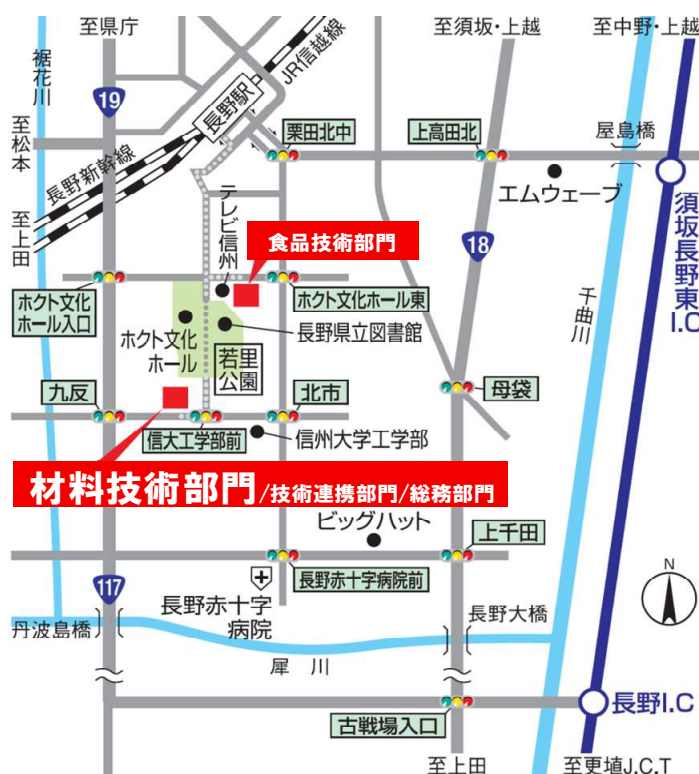 至県庁
至須坂・上越
至中野・上越
裾花川
JR信越線
19
長野駅
至松本
栗田北中
上高田北
屋島橋
長野新幹線
エムウェーブ
至上田
テレビ信州
食品技術部門
18
須坂長野東I.C
ホクト文化
ホール入口
ホクト文化ホール東
千曲川
ホクト文化
ホール
長野県立図書館
若里
公園
九反
北市
母袋
信大工学部前
信州大学工学部
材料技術部門/技術連携部門/総務部門
ビッグハット
上千田
117
長野赤十字病院前
N
長野赤十字
病院
丹波島橋
長野大橋
犀川
長野I.C
古戦場入口
至上田
至更埴J.C.T